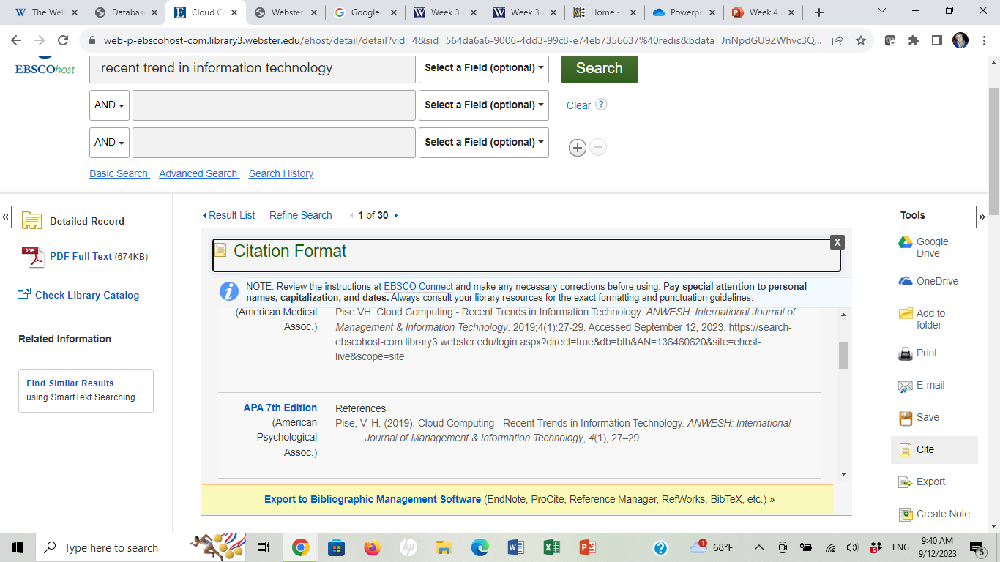 The Web
Databas
Cloud Co
Webster
Google
Week 3 A
Week 3 A
Home -
Powerpo
Week 4 A
web-p-ebscohost-com.library3.webster.edu/ehost/detail/detail?vid=4&sid=564da6a6-9006-4dd3-99c8-e74eb7356637%40redis&bdata=JnNpdGU9ZWhvc3Q...
EBSCOhost
recent trend in information technology
Select a Field (optional)
Search
AND
Select a Field (optional)
Clear ?
AND
Select a Field (optional)
Basic Search Advanced Search Search History
« Detailed Record
PDF Full Text (674KB)
Check Library Catalog
Related Information
Find Similar Results
using SmartText Searching.
Result List Refine Search 1 of 30
Citation Format
X
NOTE: Review the instructions at EBSCO Connect and make any necessary corrections before using. Pay special attention to personal
names, capitalization, and dates. Always consult your library resources for the exact formatting and punctuation guidelines.
(American Medical
Assoc.)
Pise VH. Cloud Computing - Recent Trends in Information Technology. ANWESH: International Journal of
Management & Information Technology. 2019;4(1):27-29. Accessed September 12, 2023. https://search-
ebscohost-com.library3.webster.edu/login.aspx?direct=true&db=bth&AN=136460620&site=ehost-
live&scope=site
APA 7th Edition
(American
Psychological
Assoc.)
References
Pise, V. H. (2019). Cloud Computing - Recent Trends in Information Technology. ANWESH: International
Journal of Management & Information Technology, 4(1), 27–29.
Export to Bibliographic Management Software (EndNote, ProCite, Reference Manager, RefWorks, BibTeX, etc.) »
Tools
»
Google
Drive
OneDrive
Add to
folder
Print
E-mail
Save
Cite
Export
Create Note
Type here to search
1
68°F
6
ENG
9:40 AM
9/12/2023
6